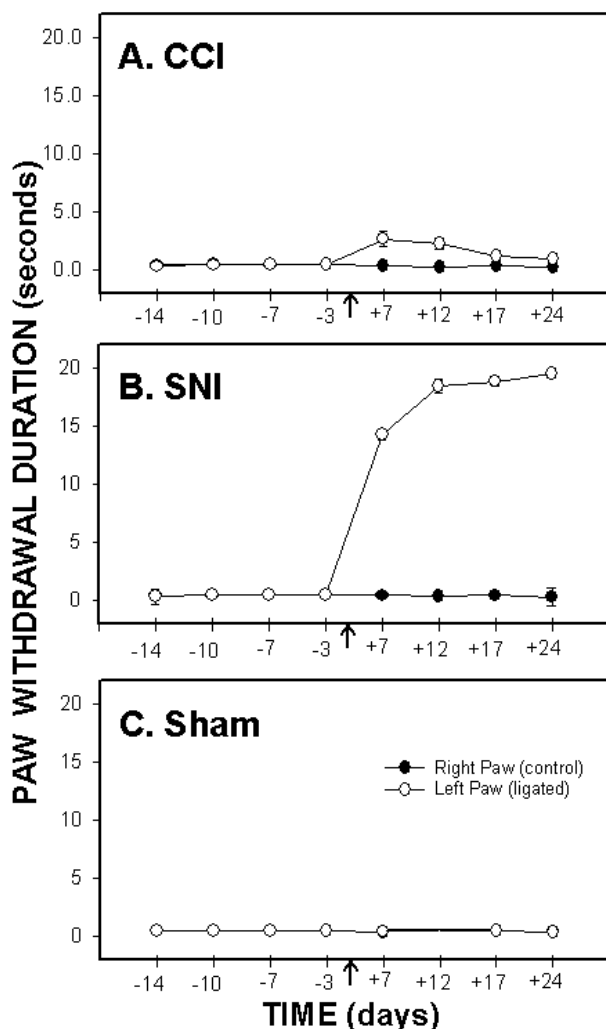 PAW WITHDRAWAL DURATION (seconds)
A. CCI
20.0
15.0
10.0
5.0
0.0
-14 -10 -7 -3 +7 +12 +17 +24
B. SNI
20
15
10
5
0
-14 -10 -7 -3 +7 +12 +17 +24
C. Sham
20
15
10
5
0
Right Paw (control)
Left Paw (ligated)
-14 -10 -7 -3 +7 +12 +17 +24
TIME (days)